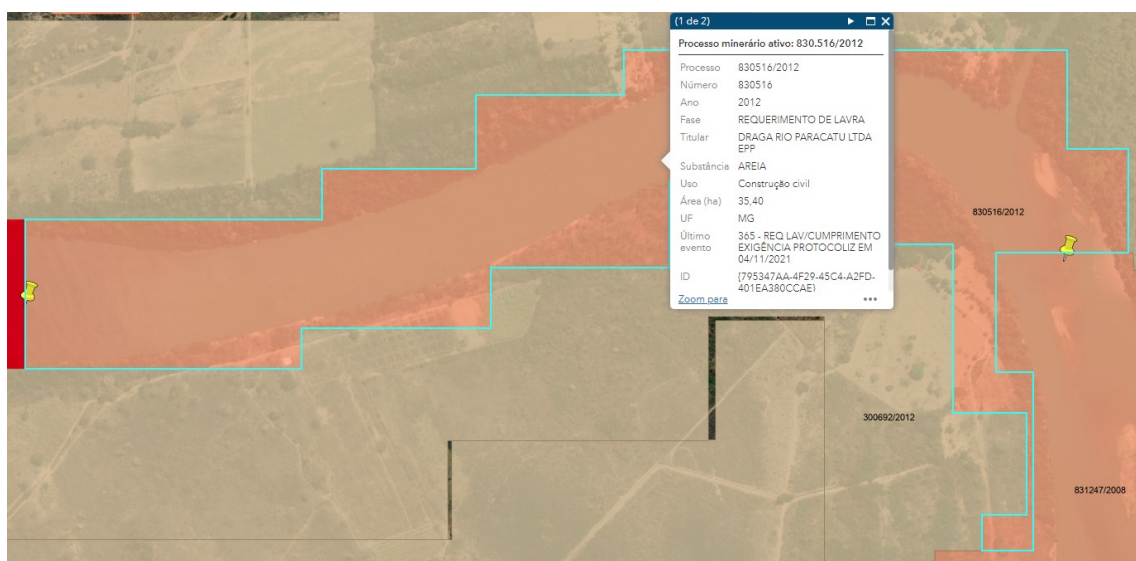 (1 de 2)
Processo minerário ativo: 830.516/2012
Processo 830516/2012
Número 830516
Ano 2012
Fase REQUERIMENTO DE LAVRA
Titular DRAGA RIO PARACATU LTDA
EPP
Substância AREIA
Uso Construção civil
Área (ha) 35,40
UF MG
Último 365 - REQ LAV/CUMPRIMENTO
evento EXIGÊNCIA PROTOCOLIZ EM
04/11/2021
ID {795347AA-4F29-45C4-A2FD-
401EA380CCAE}
Zoom para
830516/2012
300692/2012
831247/2008